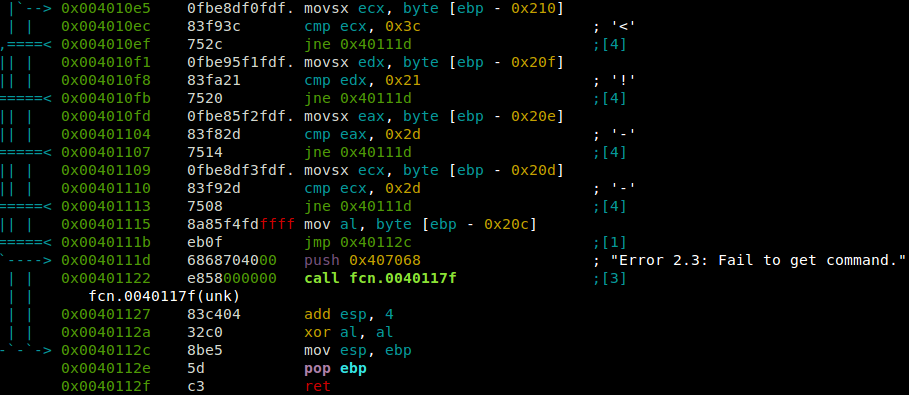 |`--> 0x004010e5 0fbe8df0fdf. movsx ecx, byte [ebp - 0x210]
| | 0x004010ec 83f93c cmp ecx, 0x3c ; '<'
,====< 0x004010ef 752c jne 0x40111d ;[4]
|| | 0x004010f1 0fbe95f1fdf. movsx edx, byte [ebp - 0x20f]
|| | 0x004010f8 83fa21 cmp edx, 0x21 ; '!'
=====< 0x004010fb 7520 jne 0x40111d ;[4]
|| | 0x004010fd 0fbe85f2fdf. movsx eax, byte [ebp - 0x20e]
|| | 0x00401104 83f82d cmp eax, 0x2d ; '-'
=====< 0x00401107 7514 jne 0x40111d ;[4]
|| | 0x00401109 0fbe8df3fdf. movsx ecx, byte [ebp - 0x20d]
|| | 0x00401110 83f92d cmp ecx, 0x2d ; '-'
=====< 0x00401113 7508 jne 0x40111d ;[4]
|| | 0x00401115 8a85f4fdffff mov al, byte [ebp - 0x20c]
=====< 0x0040111b eb0f jmp 0x40112c ;[1]
`----> 0x0040111d 6868704000 push 0x407068 ; "Error 2.3: Fail to get command."
| | 0x00401122 e858000000 call fcn.0040117f ;[3]
| | fcn.0040117f(unk)
| | 0x00401127 83c404 add esp, 4
| | 0x0040112a 32c0 xor al, al
-`-`-> 0x0040112c 8be5 mov esp, ebp
0x0040112e 5d pop ebp
0x0040112f c3 ret